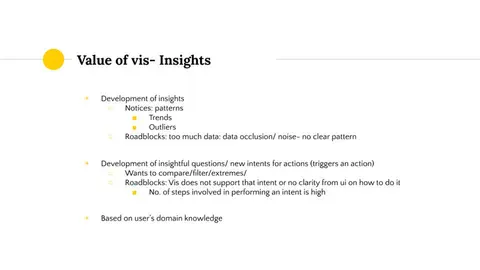 Value of vis- Insights
Development of insights
Notices: patterns
Trends
Outliers
Roadblocks: too much data: data occlusion/ noise- no clear pattern
Development of insightful questions/ new intents for actions (triggers an action)
Wants to compare/filter/extremes/
Roadblocks: Vis does not support that intent or no clarity from ui on how to do it
No. of steps involved in performing an intent is high
Based on user's domain knowledge